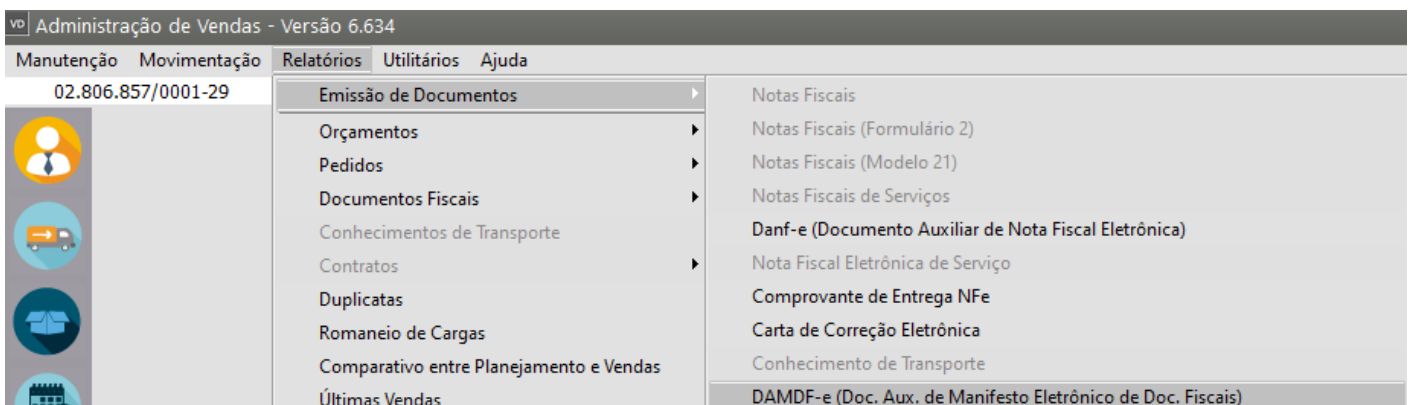 VD Administração de Vendas - Versão 6.634
Manutenção Movimentação Relatórios Utilitários Ajuda
02.806.857/0001-29
Emissão de Documentos
Orçamentos
Pedidos
Documentos Fiscais
Conhecimentos de Transporte
Contratos
Duplicatas
Romaneio de Cargas
Comparativo entre Planejamento e Vendas
Últimas Vendas
Notas Fiscais
Notas Fiscais (Formulário 2)
Notas Fiscais (Modelo 21)
Notas Fiscais de Serviços
Danf-e (Documento Auxiliar de Nota Fiscal Eletrônica)
Nota Fiscal Eletrônica de Serviço
Comprovante de Entrega NFe
Carta de Correção Eletrônica
Conhecimento de Transporte
DAMDF-e (Doc. Aux. de Manifesto Eletrônico de Doc. Fiscais)